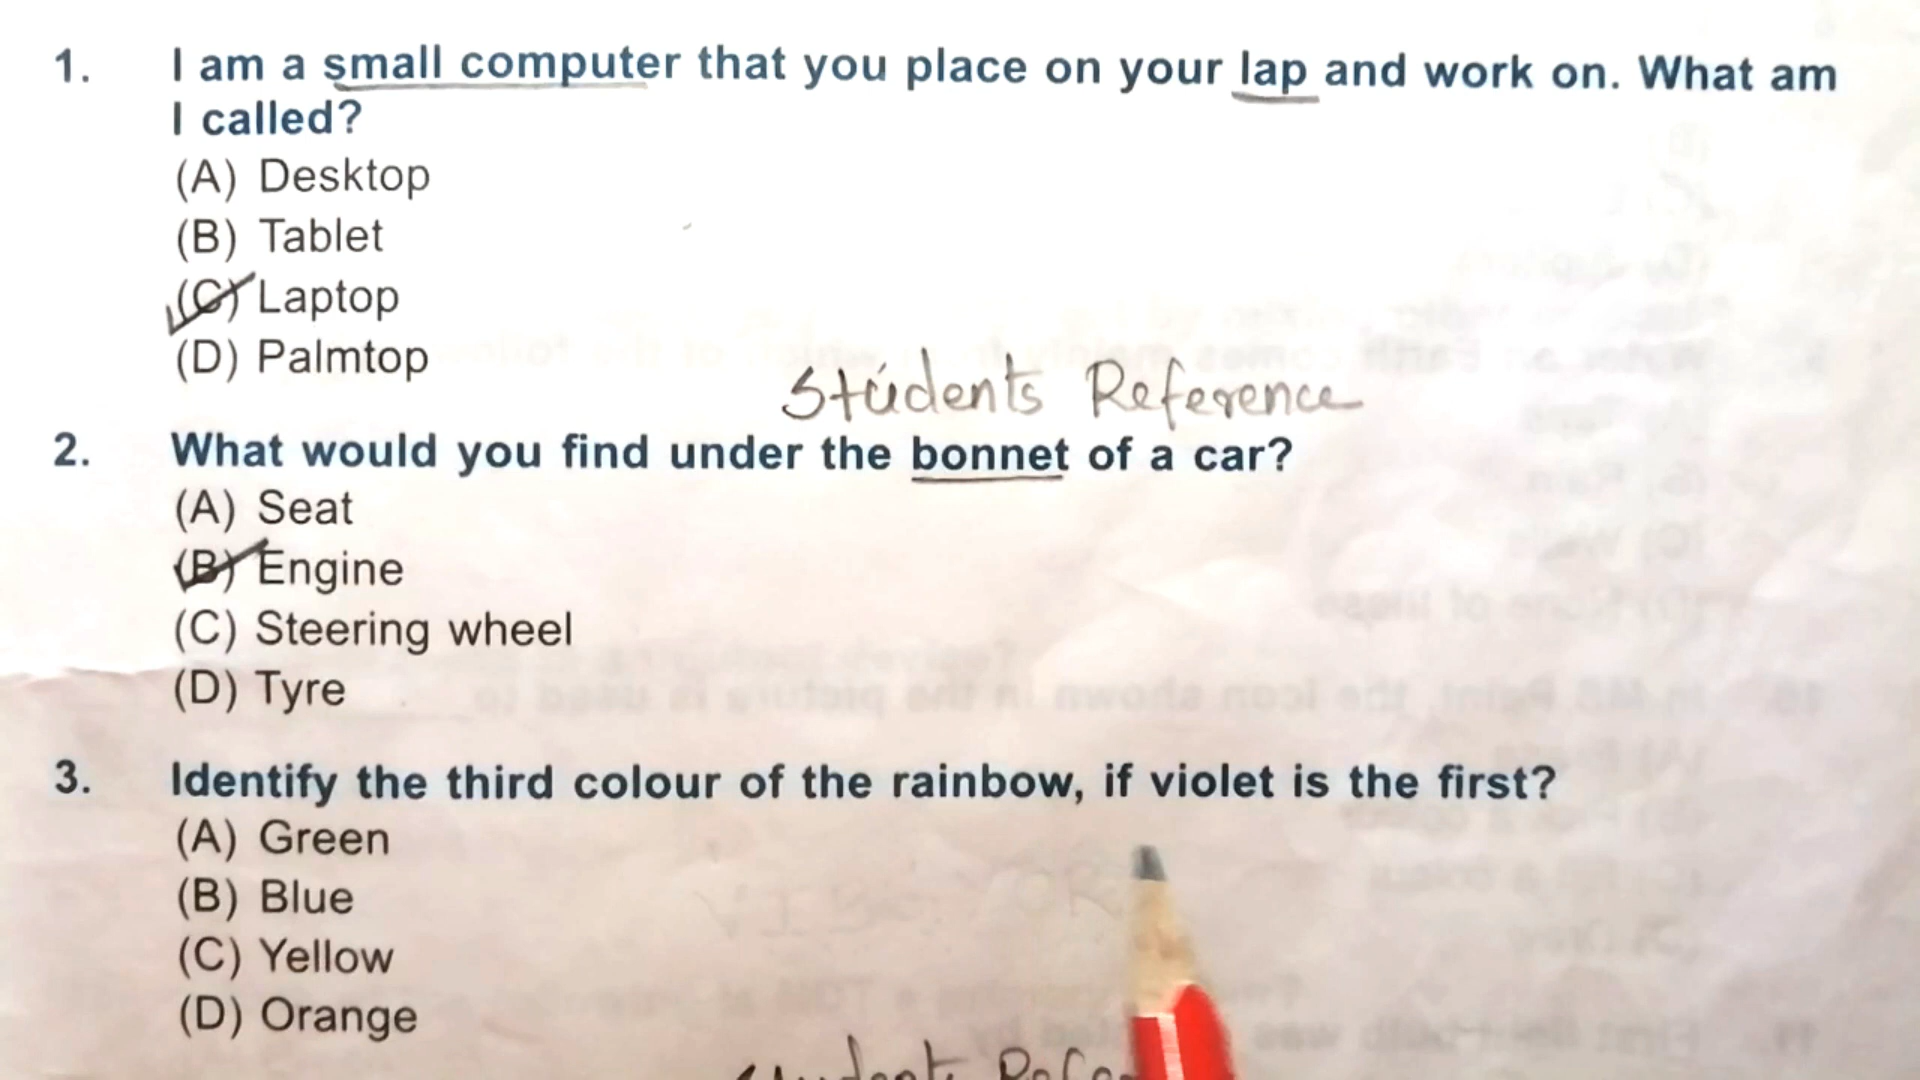 1. I am a small computer that you place on your lap and work on. What am
I called?
(A) Desktop
(B) Tablet
(C) Laptop
(D) Palmtop
Students Reference
2. What would you find under the bonnet of a car?
(A) Seat
(B) Engine
(C) Steering wheel
(D) Tyre
3. Identify the third colour of the rainbow, if violet is the first?
(A) Green
(B) Blue
(C) Yellow
(D) Orange